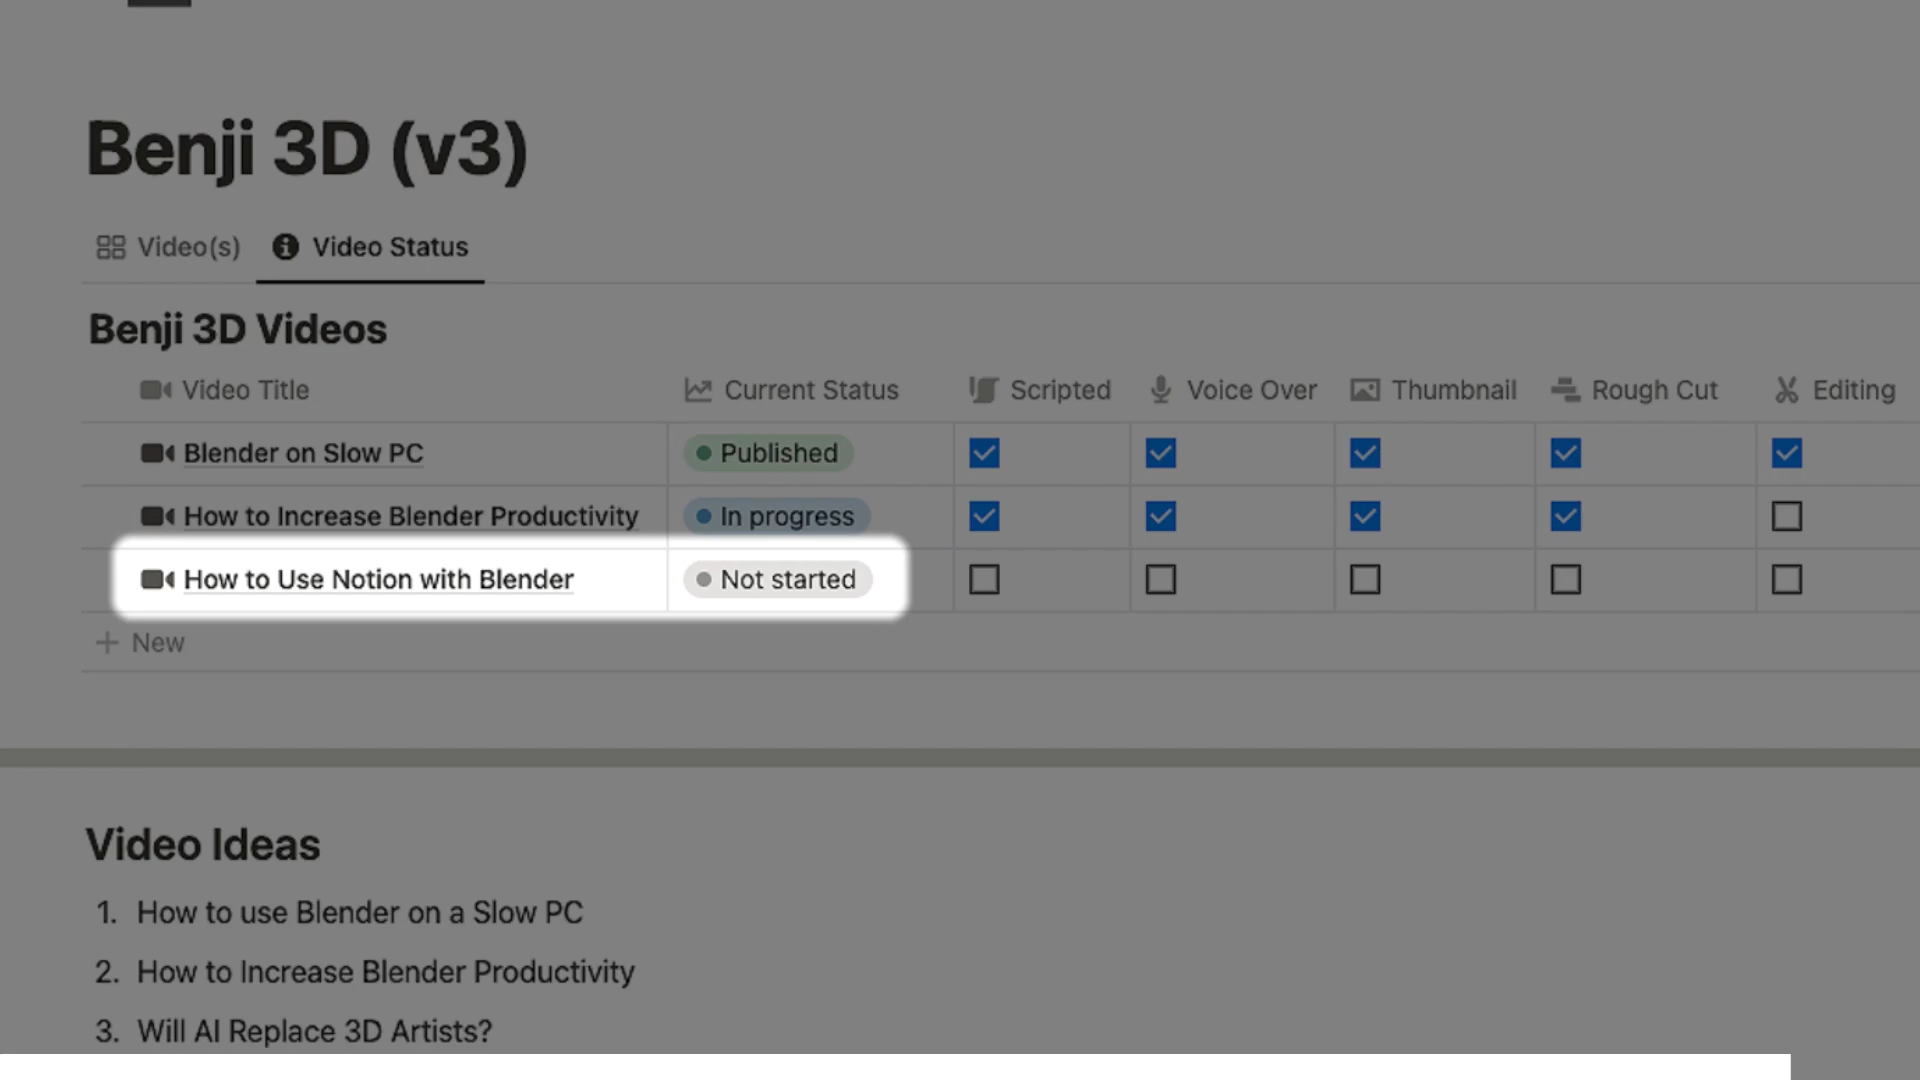 Benji 3D (v3)
Video(s) Video Status
Benji 3D Videos
Video Title Current Status Scripted Voice Over Thumbnail Rough Cut Editing
Blender on Slow PC Published
How to Increase Blender Productivity In progress
How to Use Notion with Blender Not started
+ New
Video Ideas
1. How to use Blender on a Slow PC
2. How to Increase Blender Productivity
3. Will AI Replace 3D Artists?